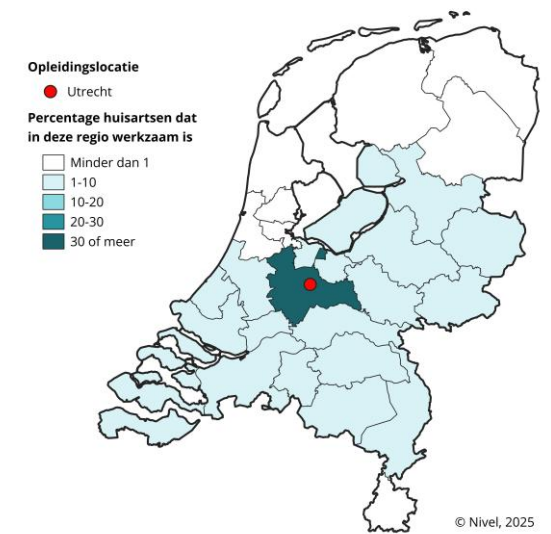 Opleidingslocatie
Utrecht
Percentage huisartsen dat
in deze regio werkzaam is
Minder dan 1
1-10
10-20
20-30
30 of meer
© Nivel, 2025